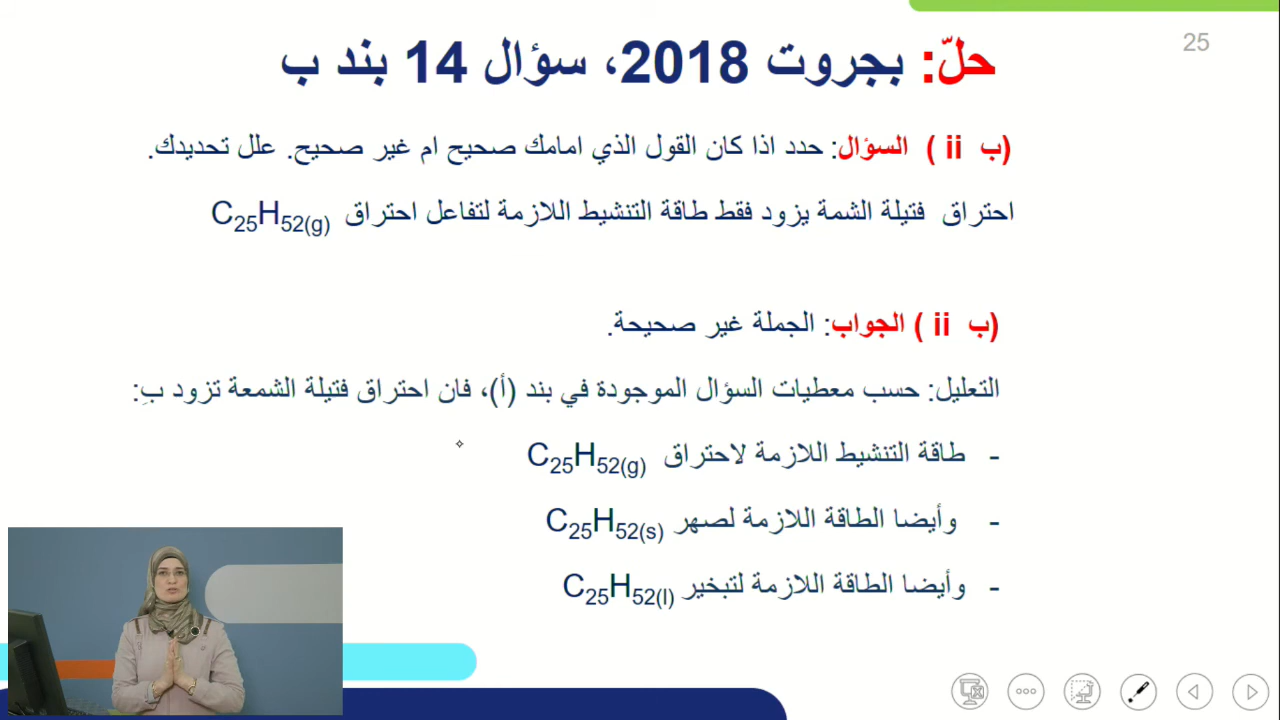 25
حلّ: بجروت 2018، سؤال 14 بند ب
(ب ii ) السؤال: حدد اذا كان القول الذي امامك صحيح ام غير صحيح. علل تحديدك.
احتراق فتيلة الشمة يزود فقط طاقة التنشيط اللازمة لتفاعل احتراق C25H52(g)
(ب ii ) الجواب: الجملة غير صحيحة.
التعليل: حسب معطيات السؤال الموجودة في بند (أ)، فان احتراق فتيلة الشمعة تزود بِ:
- طاقة التنشيط اللازمة لاحتراق C25H52(g)
- وأيضا الطاقة اللازمة لصهر C25H52(s)
- وأيضا الطاقة اللازمة لتبخير C25H52(l)